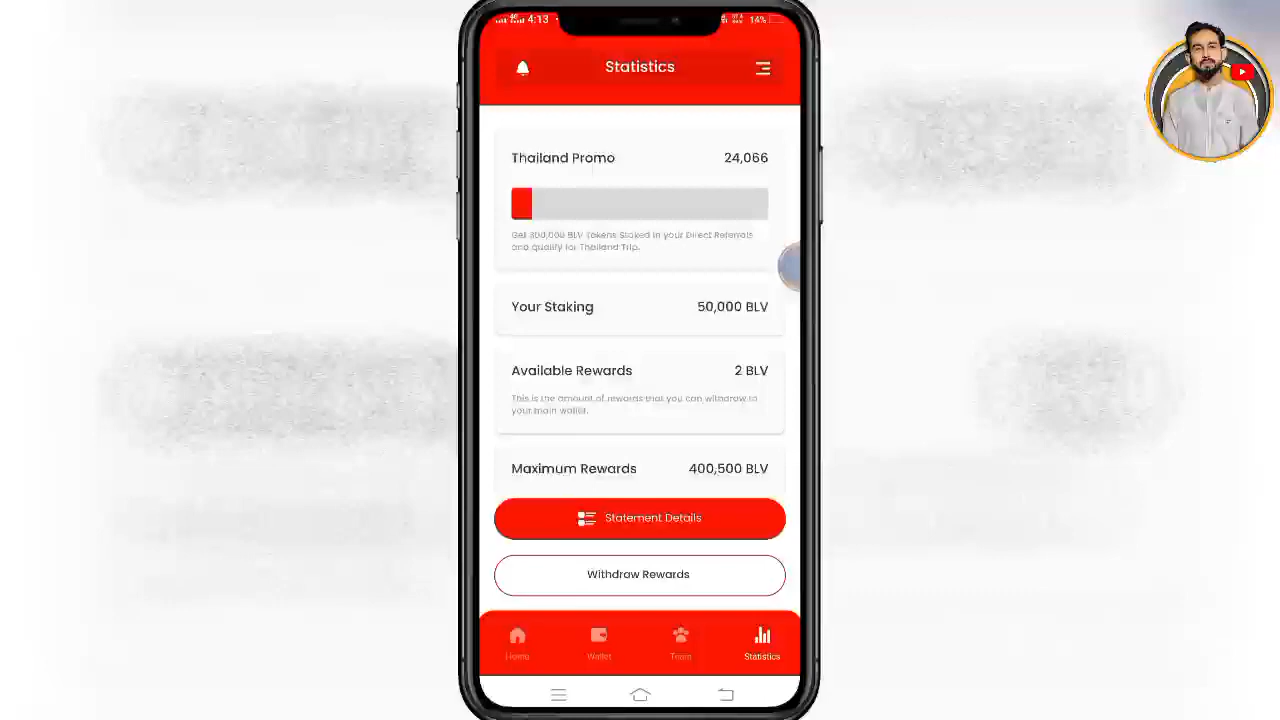 4:13
14%
Statistics
Thailand Promo 24,066
Get 300,000 BLV Tokens Staked in your Direct Referrals
and qualify for Thailand Trip.
Your Staking 50,000 BLV
Available Rewards 2 BLV
This is the amount of rewards that you can withdraw to
your main wallet.
Maximum Rewards 400,500 BLV
Statement Details
Withdraw Rewards
Home Wallet Team Statistics